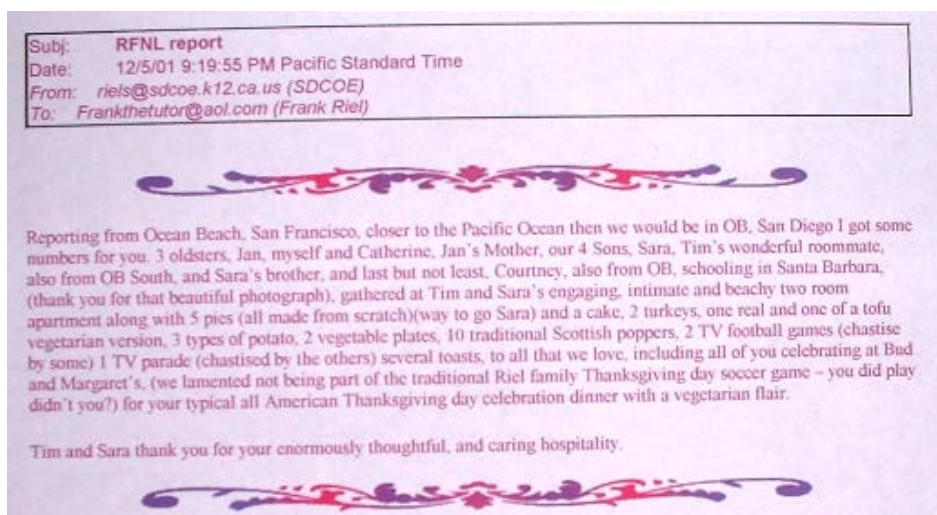 Subj: RFNL report
Date: 12/5/01 9:19:55 PM Pacific Standard Time
From: riels@sdcoe.k12.ca.us (SDCOE)
To: Frankthetutor@aol.com (Frank Riel)
Reporting from Ocean Beach, San Francisco, closer to the Pacific Ocean then we would be in OB, San Diego I got some
numbers for you. 3 oldsters, Jan, myself and Catherine, Jan's Mother, our 4 Sons, Sara, Tim's wonderful roommate,
also from OB South, and Sara's brother, and last but not least, Courtney, also from OB, schooling in Santa Barbara,
(thank you for that beautiful photograph), gathered at Tim and Sara's engaging, intimate and beachy two room
apartment along with 5 pies (all made from scratch)(way to go Sara) and a cake, 2 turkeys, one real and one of a tofu
vegetarian version, 3 types of potato, 2 vegetable plates, 10 traditional Scottish poppers, 2 TV football games (chastise
by some) 1 TV parade (chastised by the others) several toasts, to all that we love, including all of you celebrating at Bud
and Margaret's, (we lamented not being part of the traditional Riel family Thanksgiving day soccer game – you did play
didn't you?) for your typical all American Thanksgiving day celebration dinner with a vegetarian flair.
Tim and Sara thank you for your enormously thoughtful, and caring hospitality.